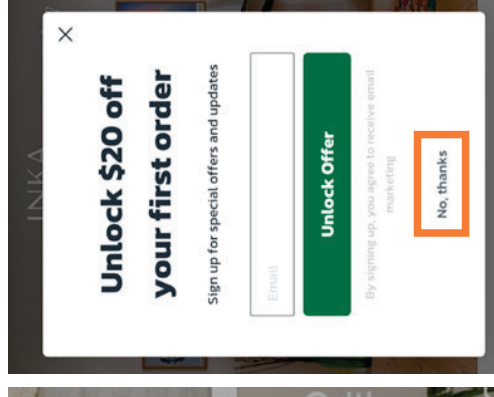 INKA
Unlock $20 off
your first order
Sign up for special offers and updates
Email
Unlock Offer
By signing up, you agree to receive email
marketing
No, thanks